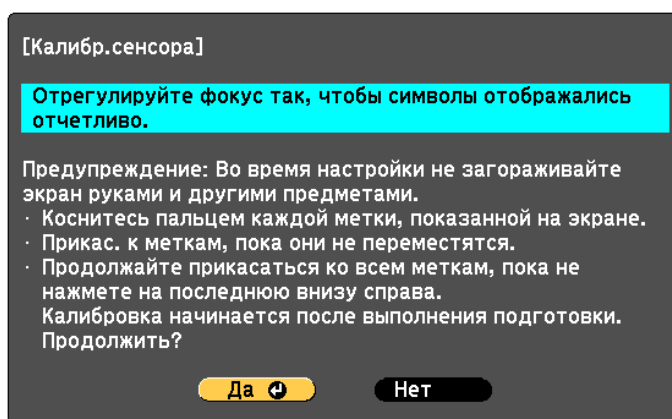 [Калибр.сенсора]
Отрегулируйте фокус так, чтобы символы отображались
отчетливо.
Предупреждение: Во время настройки не загораживайте
экран руками и другими предметами.
· Коснитесь пальцем каждой метки, показанной на экране.
· Прикас. к меткам, пока они не переместятся.
· Продолжайте прикасаться ко всем меткам, пока не
нажмете на последнюю внизу справа.
Калибровка начинается после выполнения подготовки.
Продолжить?
Да Нет